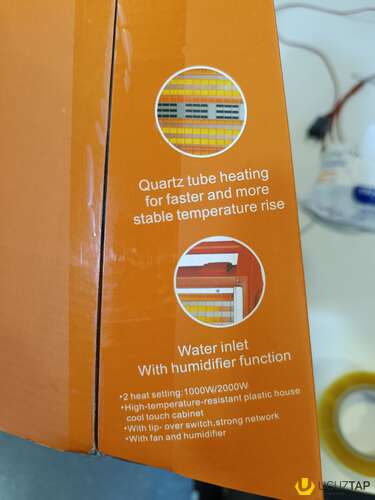 Quartz tube heating
for faster and more
stable temperature rise
Water inlet
With humidifier function
•2 heat setting:1000W/2000W
•High-temperature-resistant plastic house
cool touch cabinet
•With tip- over switch,strong network
•With fan and humidifier
UCUZTAP